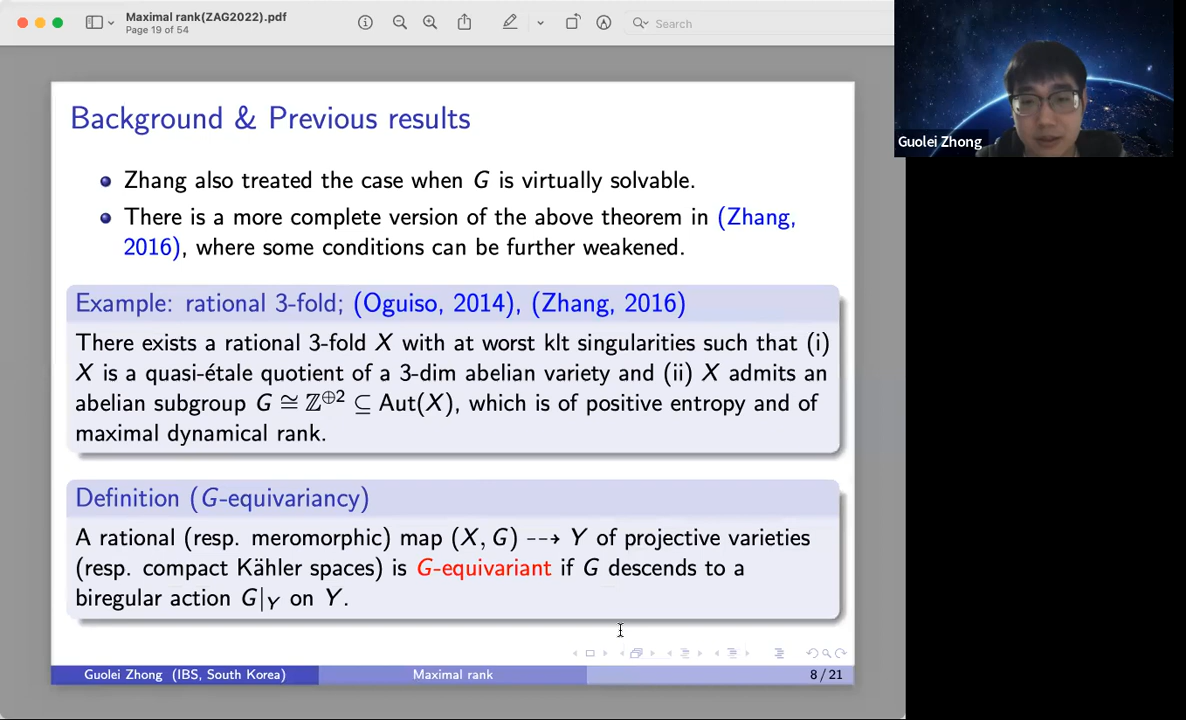 Maximal rank(ZAG2022).pdf
Page 19 of 54
Search
Guolei Zhong
Background & Previous results
Zhang also treated the case when G is virtually solvable.
There is a more complete version of the above theorem in (Zhang,
2016), where some conditions can be further weakened.
Example: rational 3-fold; (Oguiso, 2014), (Zhang, 2016)
There exists a rational 3-fold X with at worst klt singularities such that (i)
X is a quasi-étale quotient of a 3-dim abelian variety and (ii) X admits an
abelian subgroup G ≅ ℤ^⊕2 ⊆ Aut(X), which is of positive entropy and of
maximal dynamical rank.
Definition (G-equivariancy)
A rational (resp. meromorphic) map (X, G) ⇢ Y of projective varieties
(resp. compact Kähler spaces) is G-equivariant if G descends to a
biregular action G|_Y on Y.
Guolei Zhong (IBS, South Korea) Maximal rank 8 / 21